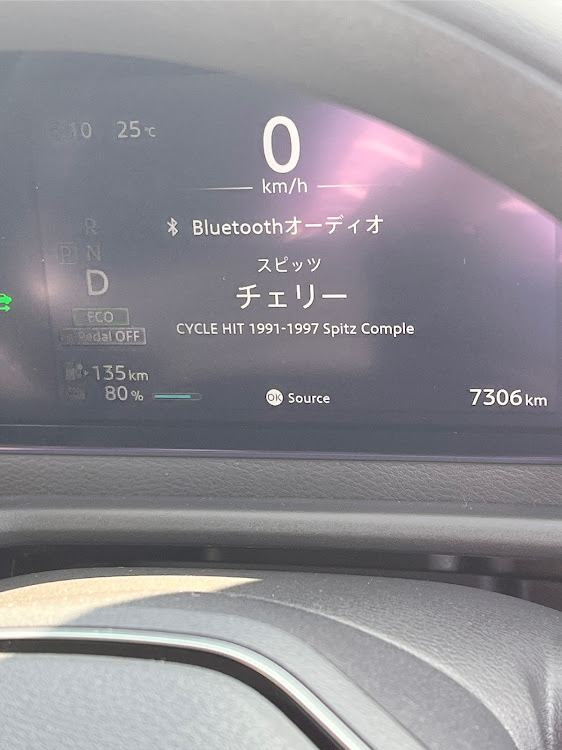 10 25℃
0
km/h
Bluetoothオーディオ
スピッツ
チェリー
CYCLE HIT 1991-1997 Spitz Comple
R
P N
D
ECO
Pedal OFF
135km
80%
OK Source
7306km